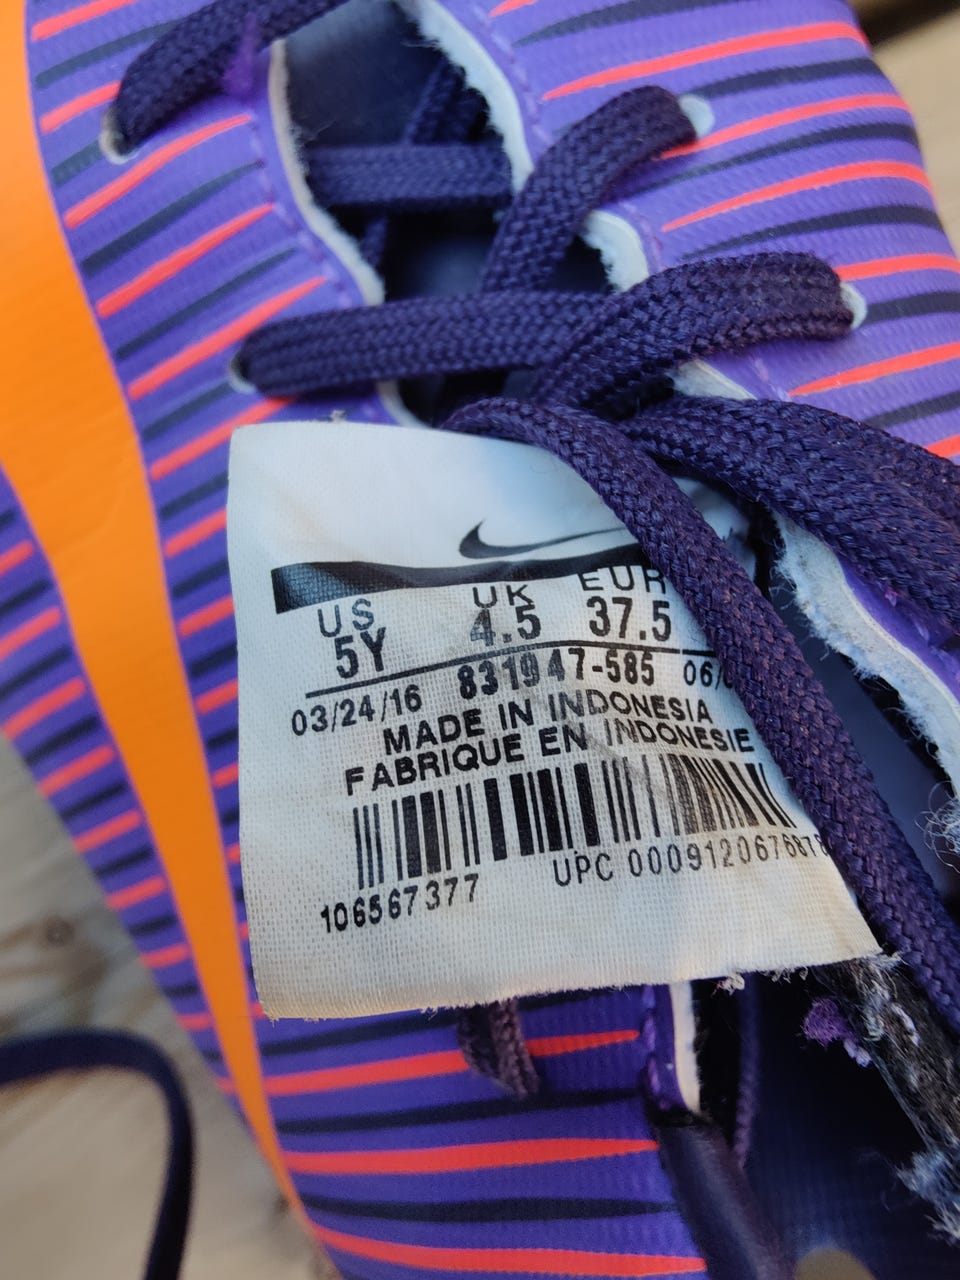 US UK EUR
5Y 4.5 37.5
03/24/16 831947-585
MADE IN INDONESIA
FABRIQUE EN INDONESIE
106567377 UPC